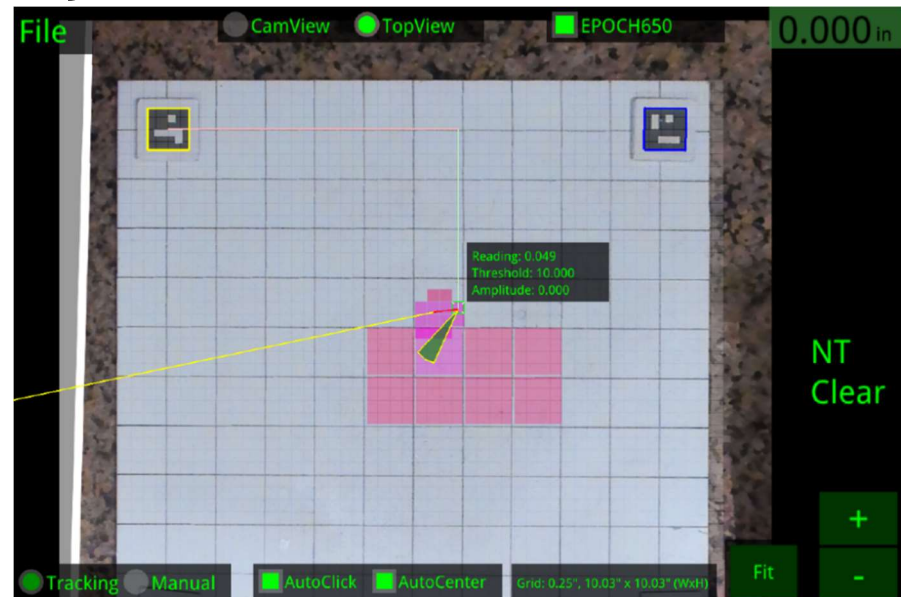 File
CamView
TopView
EPOCH650
0.000 in
Reading: 0.049
Threshold: 10.000
Amplitude: 0.000
NT
Clear
+
Tracking
Manual
AutoClick
AutoCenter
Grid: 0.25", 10.03" x 10.03" (WxH)
Fit
-